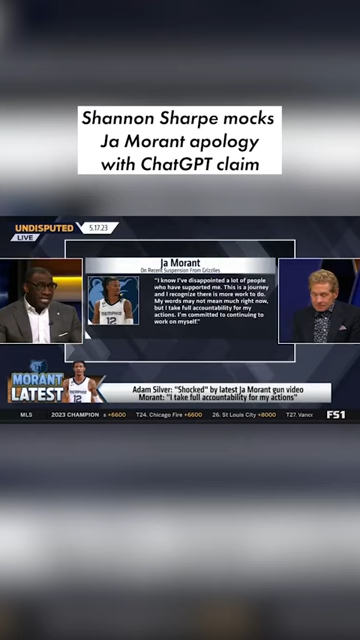 Shannon Sharpe mocks
Ja Morant apology
with ChatGPT claim
UNDISPUTED
LIVE
5.17.23
Ja Morant
On Recent Suspension From Grizzlies
"I know I've disappointed a lot of people
who have supported me. This is a journey
and I recognize there is more work to do.
My words may not mean much right now,
but I take full accountability for my
actions. I'm committed to continuing to
work on myself."
MEMPHIS
12
MORANT
LATEST
12
Adam Silver: "Shocked" by latest Ja Morant gun video
Morant: "I take full accountability for my actions"
MLS 2023 CHAMPION +6600 T24. Chicago Fire +6600 26. St Louis City +8000 T27. Vanco
FS1